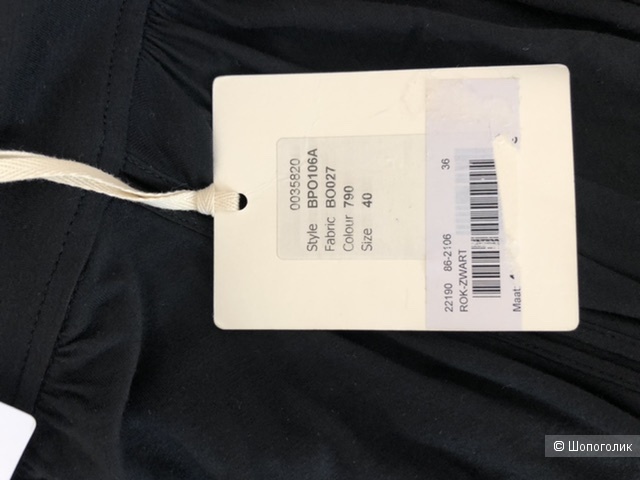 0035820
Style BPO106A
Fabric BO027
Colour 790
Size 40
36
22190 86-2106
ROK-ZWART
Maat
© Шопоголик